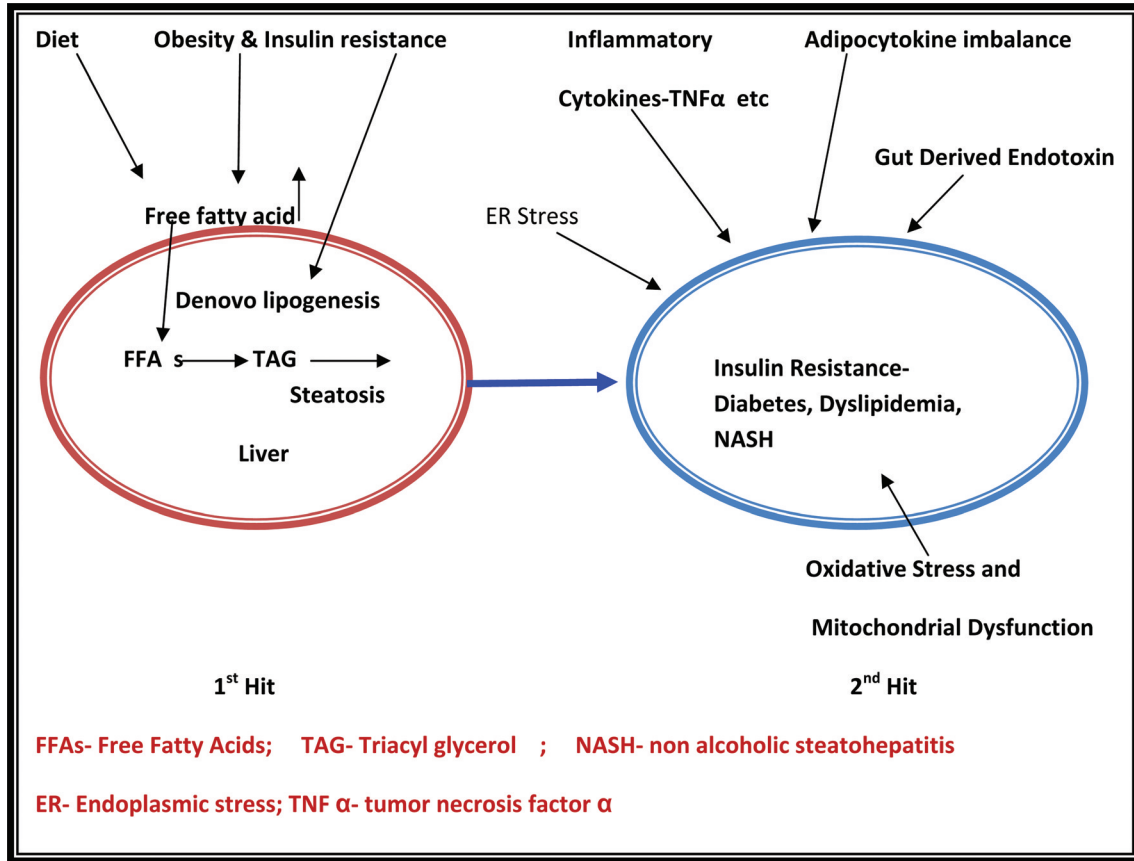 Diet Obesity & Insulin resistance Inflammatory Adipocytokine imbalance
Cytokines-TNFα etc
Gut Derived Endotoxin
Free fatty acid ER Stress
Denovo lipogenesis
FFA s TAG
Steatosis
Liver
Insulin Resistance-
Diabetes, Dyslipidemia,
NASH
Oxidative Stress and
Mitochondrial Dysfunction
1st Hit 2nd Hit
FFAs- Free Fatty Acids; TAG- Triacyl glycerol ; NASH- non alcoholic steatohepatitis
ER- Endoplasmic stress; TNF α- tumor necrosis factor α